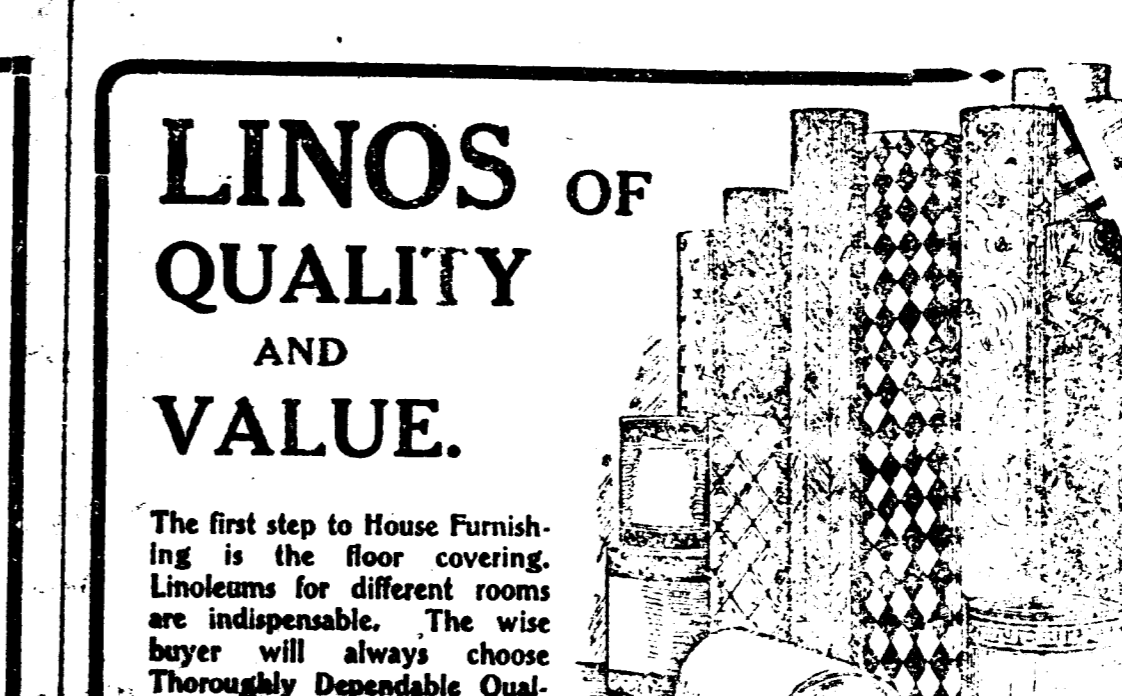 LINOS OF
QUALITY
AND
VALUE.
The first step to House Furnish-
ing is the floor covering.
Linoleums for different rooms
are indispensable. The wise
buyer will always choose
Thoroughly Dependable Qual-